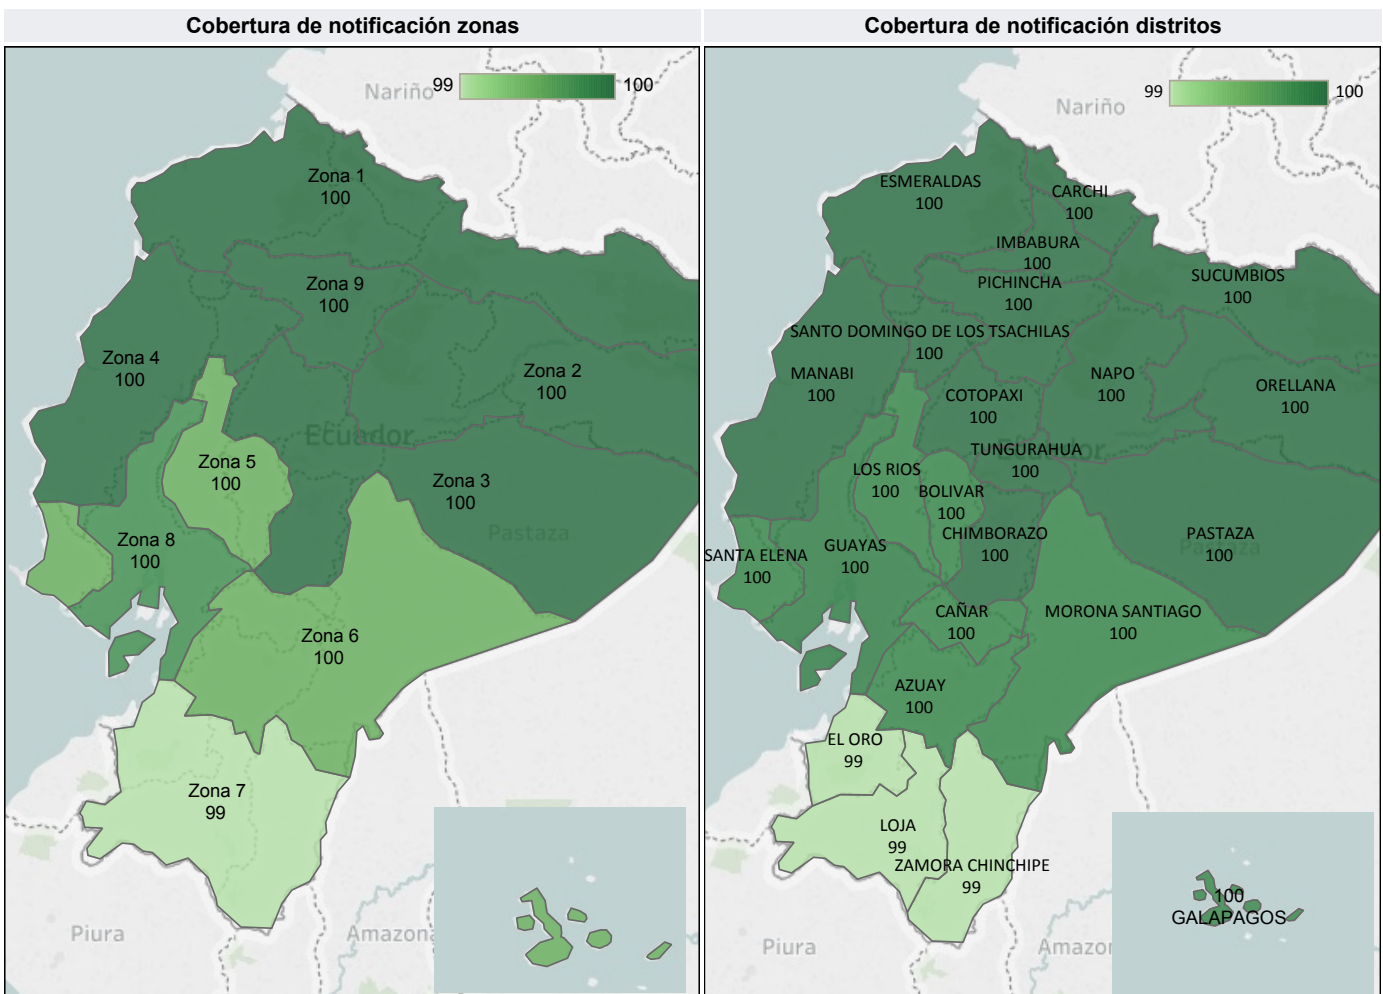 Cobertura de notificación zonas
99
100
Nariño
Zona 1
100
Zona 9
100
Zona 4
100
Zona 2
100
Ecuador
Zona 5
100
Zona 3
100
Pastaza
Zona 8
100
Zona 6
100
Zona 7
99
Piura
Amazon
Cobertura de notificación distritos
99
100
Nariño
ESMERALDAS
100
CARCHI
100
IMBABURA
100
SUCUMBIOS
100
PICHINCHA
100
SANTO DOMINGO DE LOS TSACHILAS
100
MANABI
100
NAPO
100
ORELLANA
100
COTOPAXI
100
Ecuador
TUNGURAHUA
100
LOS RIOS
100
BOLIVAR
100
CHIMBORAZO
100
PASTAZA
Pastaza
100
SANTA ELENA
100
GUAYAS
100
CAÑAR
100
MORONA SANTIAGO
100
AZUAY
100
EL ORO
99
LOJA
99
ZAMORA CHINCHIPE
99
100
GALAPAGOS
Piura
Amazo